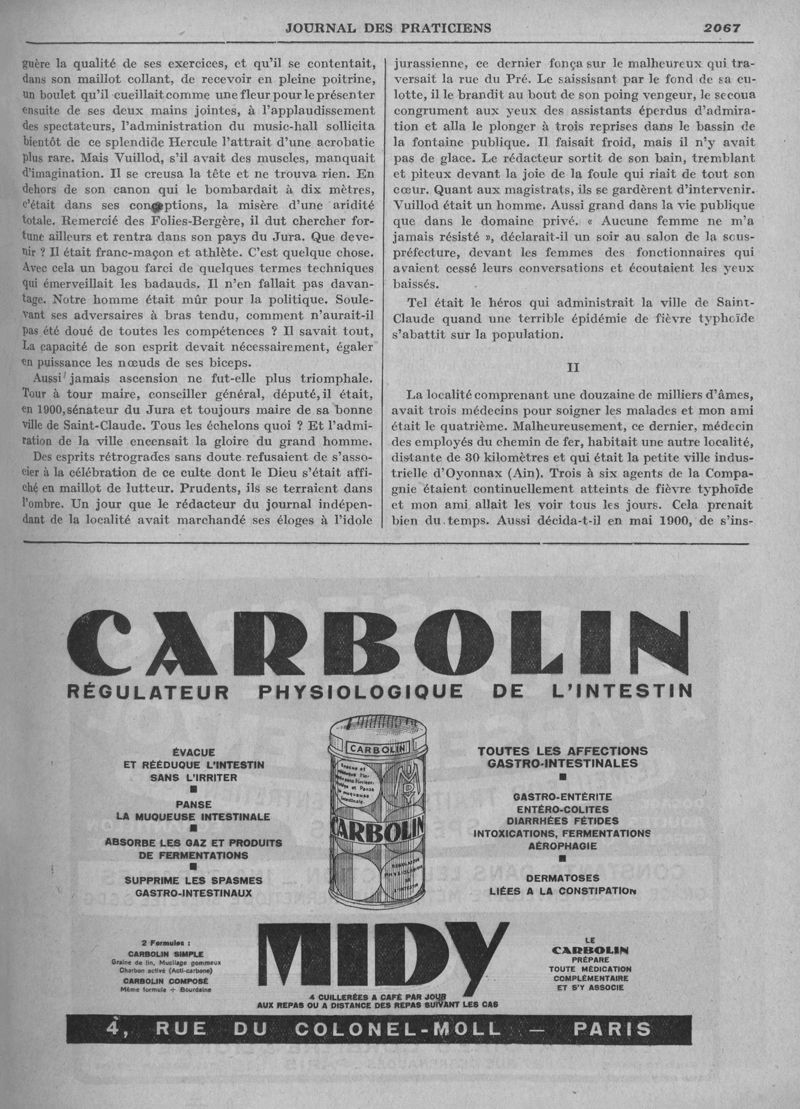 JOURNAL DES PRATICIENS 2067
guère la qualité de ses exercices, et qu'il se contentait,
dans son maillot collant, de recevoir en pleine poitrine,
un boulet qu'il cueillait comme une fleur pour le présenter
ensuite de ses deux mains jointes, à l'applaudissement
des spectateurs, l'administration du music-hall sollicita
bientôt de ce splendide Hercule l'attrait d'une acrobatie
plus rare. Mais Vuillod, s'il avait des muscles, manquait
d'imagination. Il se creusa la tête et ne trouva rien. En
dehors de son canon qui le bombardait à dix mètres,
c'était dans ses conceptions, la misère d'une aridité
totale. Remercié des Folies-Bergère, il dut chercher for-
tune ailleurs et rentra dans son pays du Jura. Que deve-
nir ? Il était franc-maçon et athlète. C'est quelque chose.
Avec cela un bagou farci de quelques termes techniques
qui émerveillait les badauds. Il n'en fallait pas davan-
tage. Notre homme était mûr pour la politique. Soule-
vant ses adversaires à bras tendu, comment n'aurait-il
pas été doué de toutes les compétences ? Il savait tout,
La capacité de son esprit devait nécessairement, égaler
en puissance les nœuds de ses biceps.
Aussi jamais ascension ne fut-elle plus triomphale.
Tour à tour maire, conseiller général, député, il était,
en 1900, sénateur du Jura et toujours maire de sa bonne
ville de Saint-Claude. Tous les échelons quoi ? Et l'admi-
ration de la ville encensait la gloire du grand homme.
Des esprits rétrogrades sans doute refusaient de s'asso-
cier à la célébration de ce culte dont le Dieu s'était affi-
ché en maillot de lutteur. Prudents, ils se terraient dans
l'ombre. Un jour que le rédacteur du journal indépen-
dant de la localité avait marchandé ses éloges à l'idole
jurassienne, ce dernier fonça sur le malheureux qui tra-
versait la rue du Pré. Le saisissant par le fond de sa cu-
lotte, il le brandit au bout de son poing vengeur, le secoua
congrument aux yeux des assistants éperdus d'admira-
tion et alla le plonger à trois reprises dans le bassin de
la fontaine publique. Il faisait froid, mais il n'y avait
pas de glace. Le rédacteur sortit de son bain, tremblant
et piteux devant la joie de la foule qui riait de tout son
cœur. Quant aux magistrats, ils se gardèrent d'intervenir.
Vuillod était un homme. Aussi grand dans la vie publique
que dans le domaine privé. « Aucune femme ne m'a
jamais résisté », déclarait-il un soir au salon de la sous-
préfecture, devant les femmes des fonctionnaires qui
avaient cessé leurs conversations et écoutaient les yeux
baissés.
Tel était le héros qui administrait la ville de Saint-
Claude quand une terrible épidémie de fièvre typhoïde
s'abattit sur la population.
II
La localité comprenant une douzaine de milliers d'âmes,
avait trois médecins pour soigner les malades et mon ami
était le quatrième. Malheureusement, ce dernier, médecin
des employés du chemin de fer, habitait une autre localité,
distante de 30 kilomètres et qui était la petite ville indus-
trielle d'Oyonnax (Ain). Trois à six agents de la Compa-
gnie étaient continuellement atteints de fièvre typhoïde
et mon ami allait les voir tous les jours. Cela prenait
bien du temps. Aussi décida-t-il en mai 1900, de s'ins-
CARBOLIN
RÉGULATEUR PHYSIOLOGIQUE DE L'INTESTIN
ÉVACUE
ET RÉÉDUQUE L'INTESTIN
SANS L'IRRITER
PANSE
LA MUQUEUSE INTESTINALE
ABSORBE LES GAZ ET PRODUITS
DE FERMENTATIONS
SUPPRIME LES SPASMES
GASTRO-INTESTINAUX
CARBOLIN
MIDY
CARBOLIN
RÉGULATEUR
PHYSIOLOGIQUE
DE
L'INTESTIN
TOUTES LES AFFECTIONS
GASTRO-INTESTINALES
GASTRO-ENTÉRITE
ENTÉRO-COLITES
DIARRHÉES FÉTIDES
INTOXICATIONS, FERMENTATIONS
AÉROPHAGIE
DERMATOSES
LIÉES A LA CONSTIPATION
2 Formules :
CARBOLIN SIMPLE
Graine de lin, Mucilage gommeux
Charbon activé (Acti-carbone)
CARBOLIN COMPOSÉ
Même formule + Bourdaine
MIDY
4 CUILLERÉES A CAFÉ PAR JOUR
AUX REPAS OU A DISTANCE DES REPAS SUIVANT LES CAS
LE
CARBOLIN
PRÉPARE
TOUTE MÉDICATION
COMPLÉMENTAIRE
ET S'Y ASSOCIE
4, RUE DU COLONEL-MOLL — PARIS